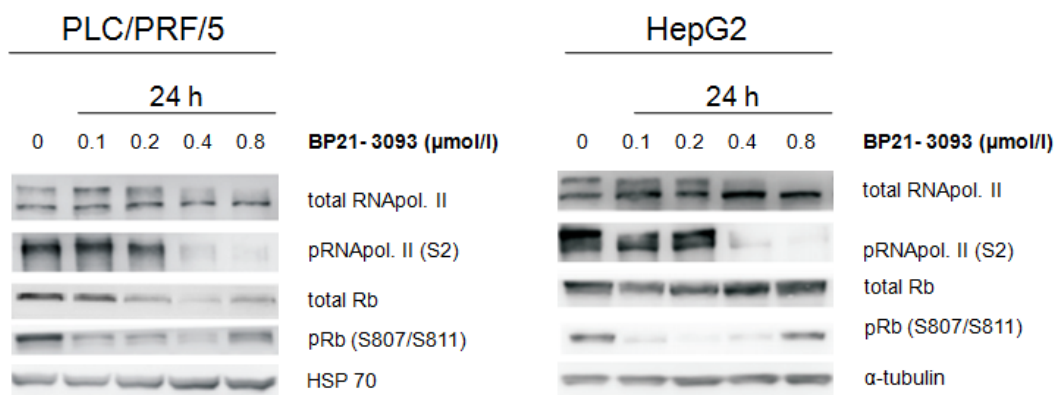 PLC/PRF/5
24 h
0 0.1 0.2 0.4 0.8 BP21- 3093 (µmol/l)
total RNApol. II
pRNApol. II (S2)
total Rb
pRb (S807/S811)
HSP 70
HepG2
24 h
0 0.1 0.2 0.4 0.8 BP21- 3093 (µmol/l)
total RNApol. II
pRNApol. II (S2)
total Rb
pRb (S807/S811)
α-tubulin